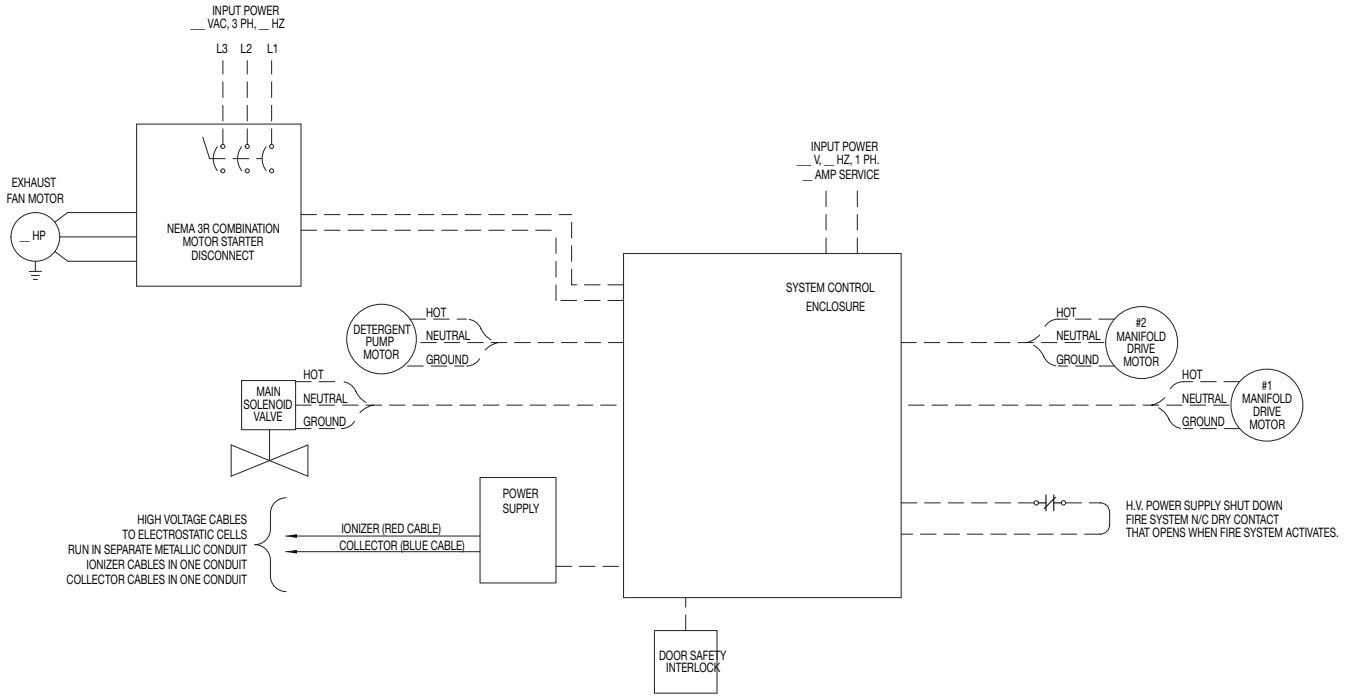 INPUT POWER
__ VAC, 3 PH, __ HZ
L3 L2 L1
EXHAUST
FAN MOTOR
__ HP
NEMA 3R COMBINATION
MOTOR STARTER
DISCONNECT
INPUT POWER
__ V, __ HZ, 1 PH.
__ AMP SERVICE
SYSTEM CONTROL
ENCLOSURE
DETERGENT
PUMP
MOTOR
HOT
NEUTRAL
GROUND
MAIN
SOLENOID
VALVE
HOT
NEUTRAL
GROUND
HOT
NEUTRAL
GROUND
#2
MANIFOLD
DRIVE
MOTOR
HOT
NEUTRAL
GROUND
#1
MANIFOLD
DRIVE
MOTOR
POWER
SUPPLY
IONIZER (RED CABLE)
COLLECTOR (BLUE CABLE)
HIGH VOLTAGE CABLES
TO ELECTROSTATIC CELLS
RUN IN SEPARATE METALLIC CONDUIT
IONIZER CABLES IN ONE CONDUIT
COLLECTOR CABLES IN ONE CONDUIT
H.V. POWER SUPPLY SHUT DOWN
FIRE SYSTEM N/C DRY CONTACT
THAT OPENS WHEN FIRE SYSTEM ACTIVATES.
DOOR SAFETY
INTERLOCK